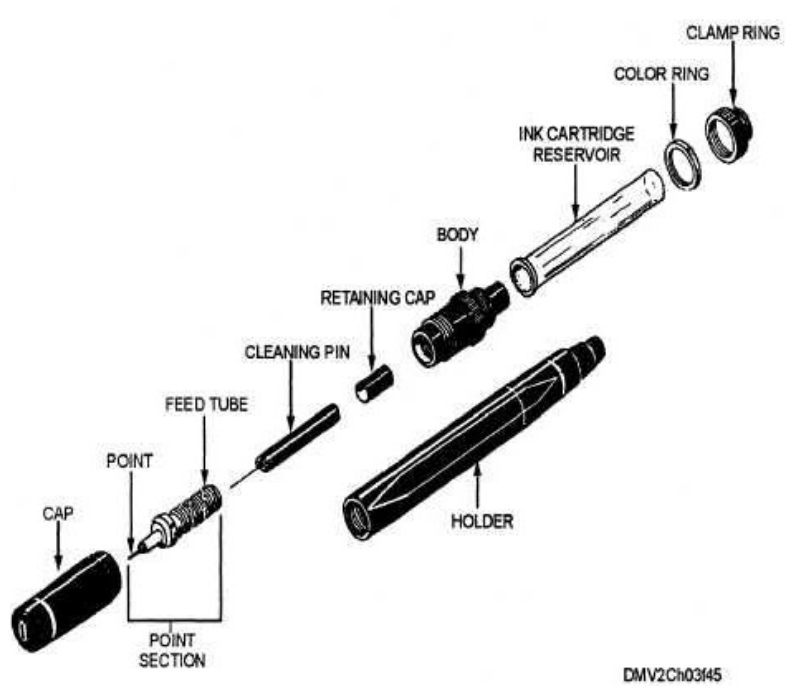 CLAMP RING
COLOR RING
INK CARTRIDGE
RESERVOIR
BODY
RETAINING CAP
CLEANING PIN
FEED TUBE
POINT
CAP
HOLDER
POINT
SECTION
DMV2Ch03f45